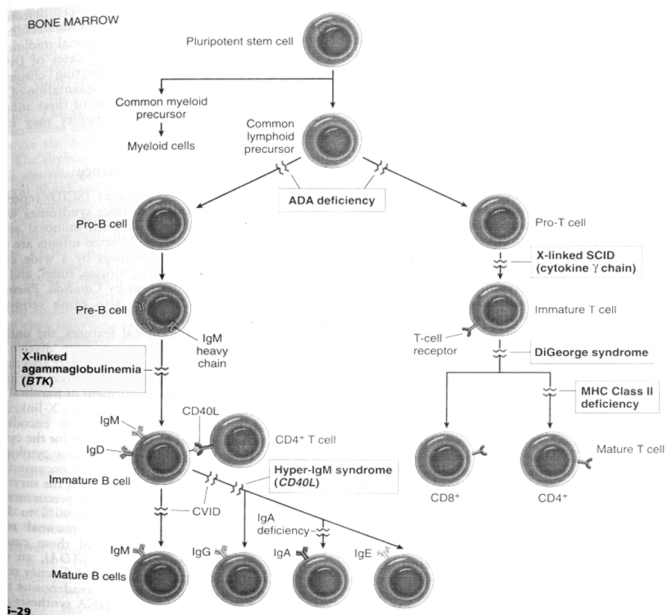 BONE MARROW
Pluripotent stem cell
Common myeloid
precursor
Myeloid cells
Common
lymphoid
precursor
ADA deficiency
Pro-B cell
Pro-T cell
X-linked SCID
(cytokine γ chain)
Pre-B cell
Immature T cell
IgM
heavy
chain
T-cell
receptor
X-linked
agammaglobulinemia
(BTK)
DiGeorge syndrome
MHC Class II
deficiency
IgM
CD40L
IgD
CD4+ T cell
Mature T cell
Immature B cell
Hyper-IgM syndrome
(CD40L)
CD8+
CD4+
CVID
IgA
deficiency
IgM
IgG
IgA
IgE
Mature B cells
-29